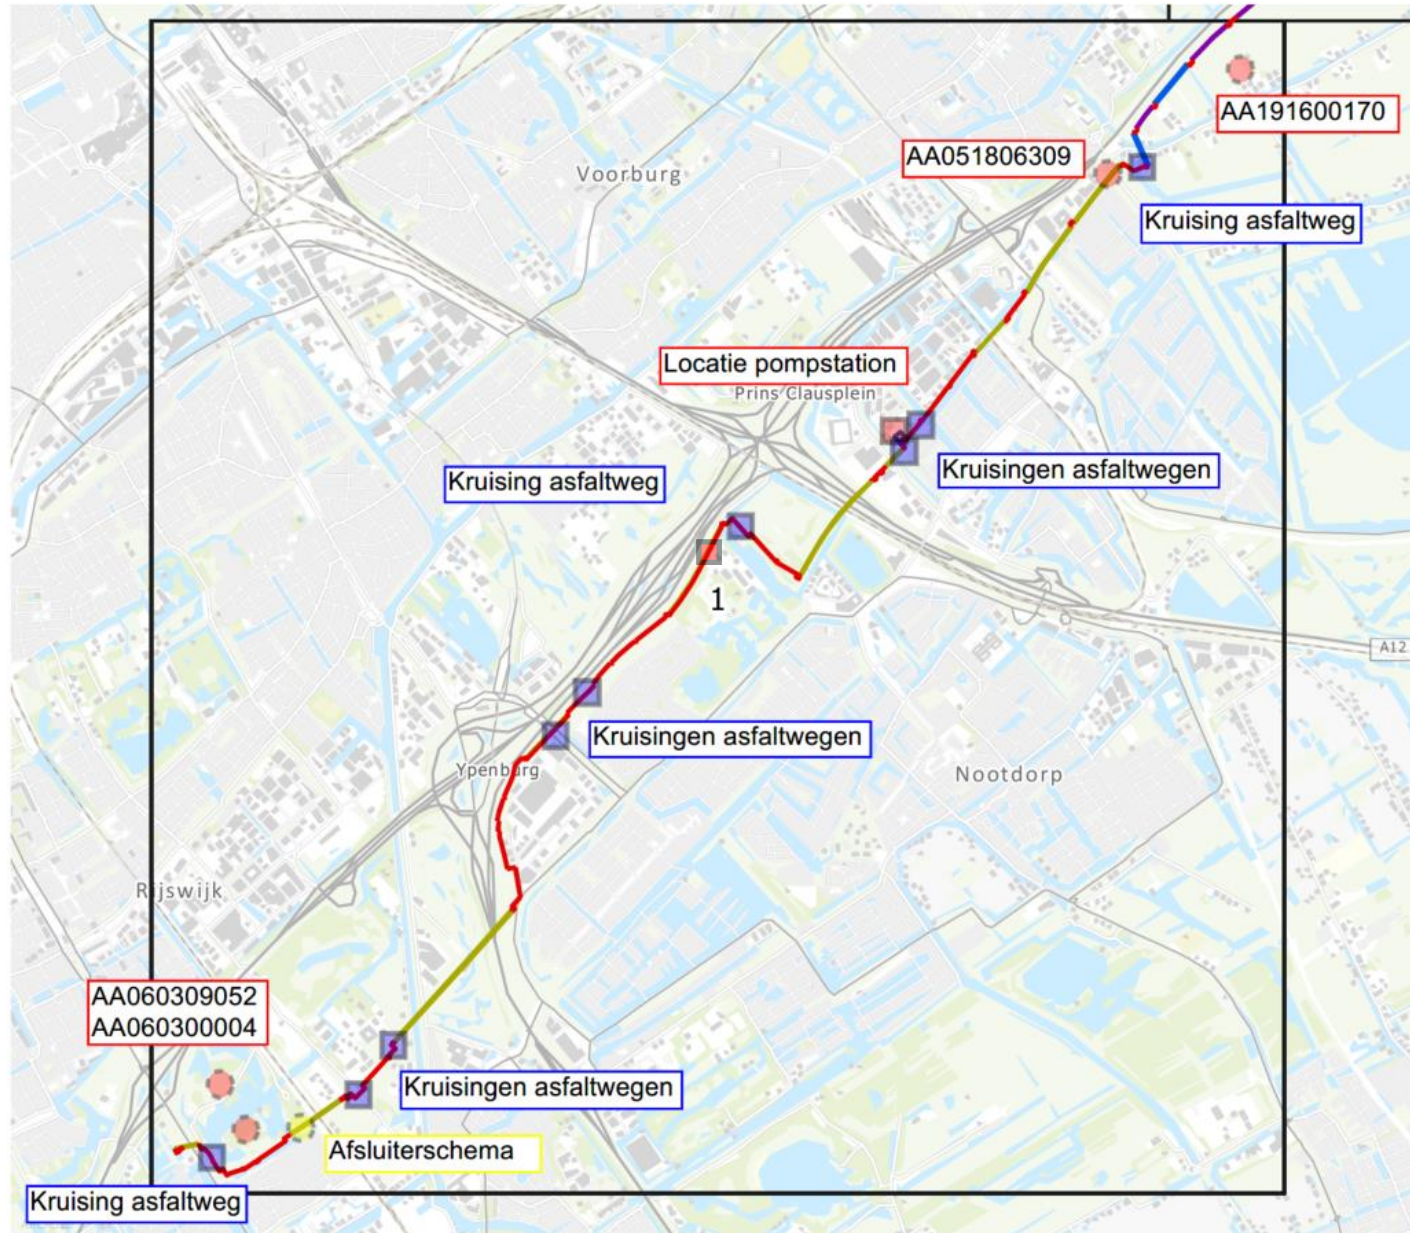 AA191600170
AA051806309
Voorburg
Kruising asfaltweg
Locatie pompstation
Prins Clausplein
Kruising asfaltweg
Kruisingen asfaltwegen
1
A12
Kruisingen asfaltwegen
Ypenburg
Nootdorp
Rijswijk
AA060309052
AA060300004
Kruisingen asfaltwegen
Afsluiterschema
Kruising asfaltweg